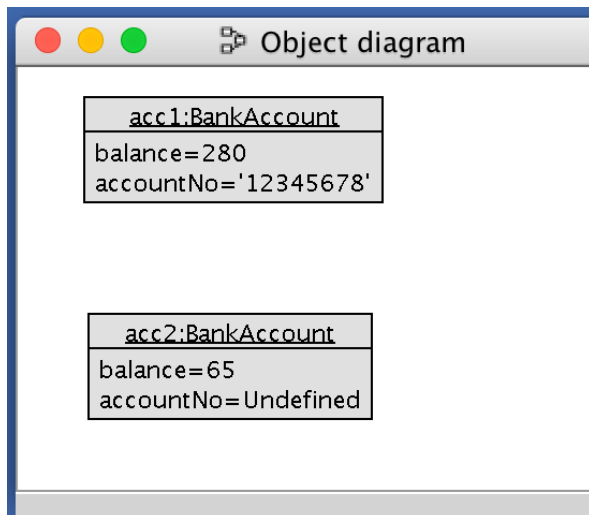 Object diagram
acc1:BankAccount
balance=280
accountNo='12345678'
acc2:BankAccount
balance=65
accountNo=Undefined